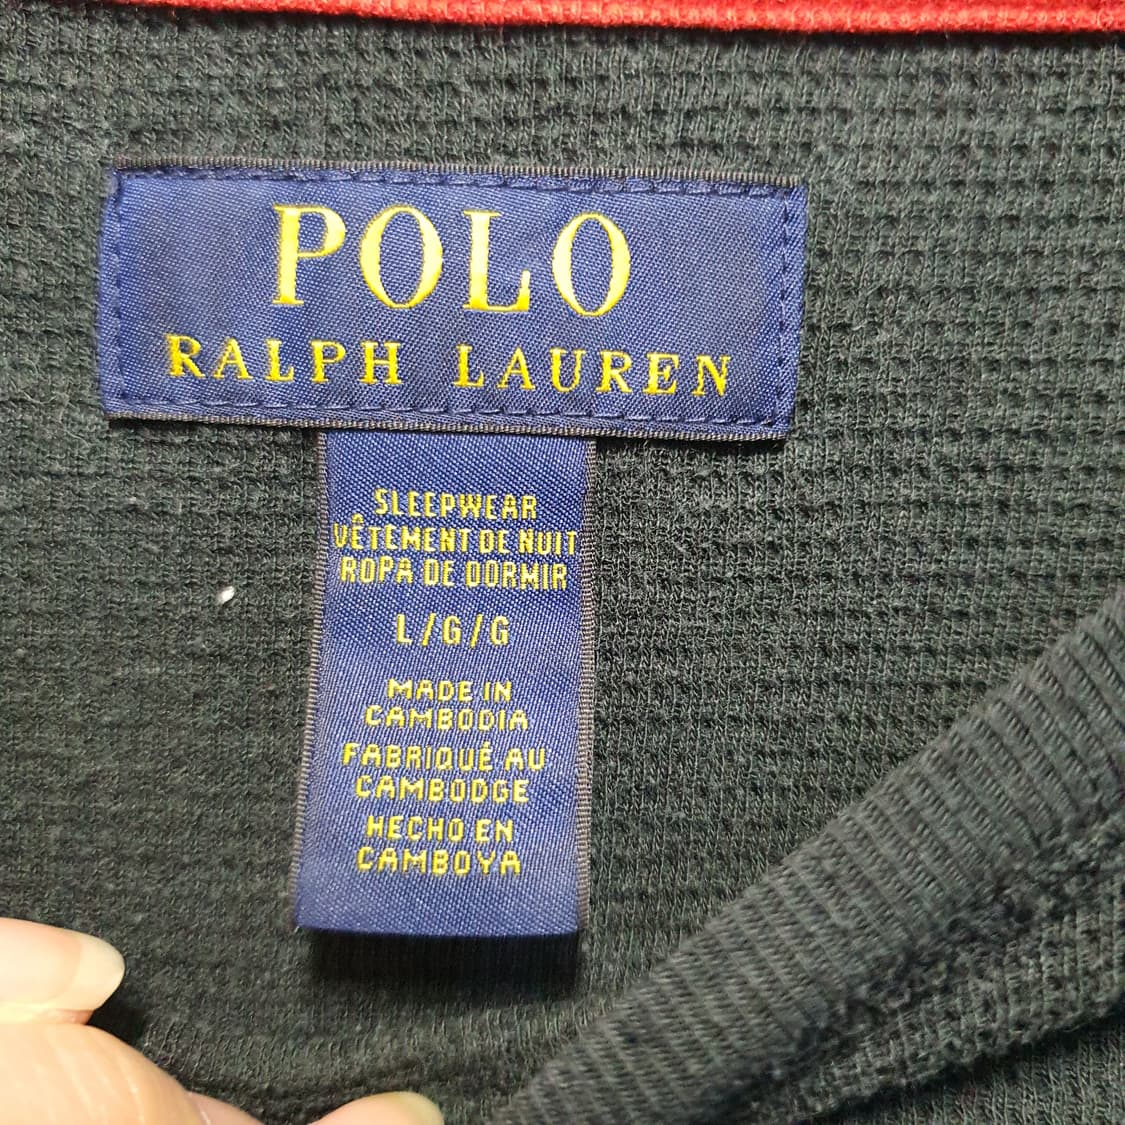 POLO
RALPH LAUREN
SLEEPWEAR
VÊTEMENT DE NUIT
ROPA DE DORMIR
L/G/G
MADE IN
CAMBODIA
FABRIQUÉ AU
CAMBODGE
HECHO EN
CAMBOYA